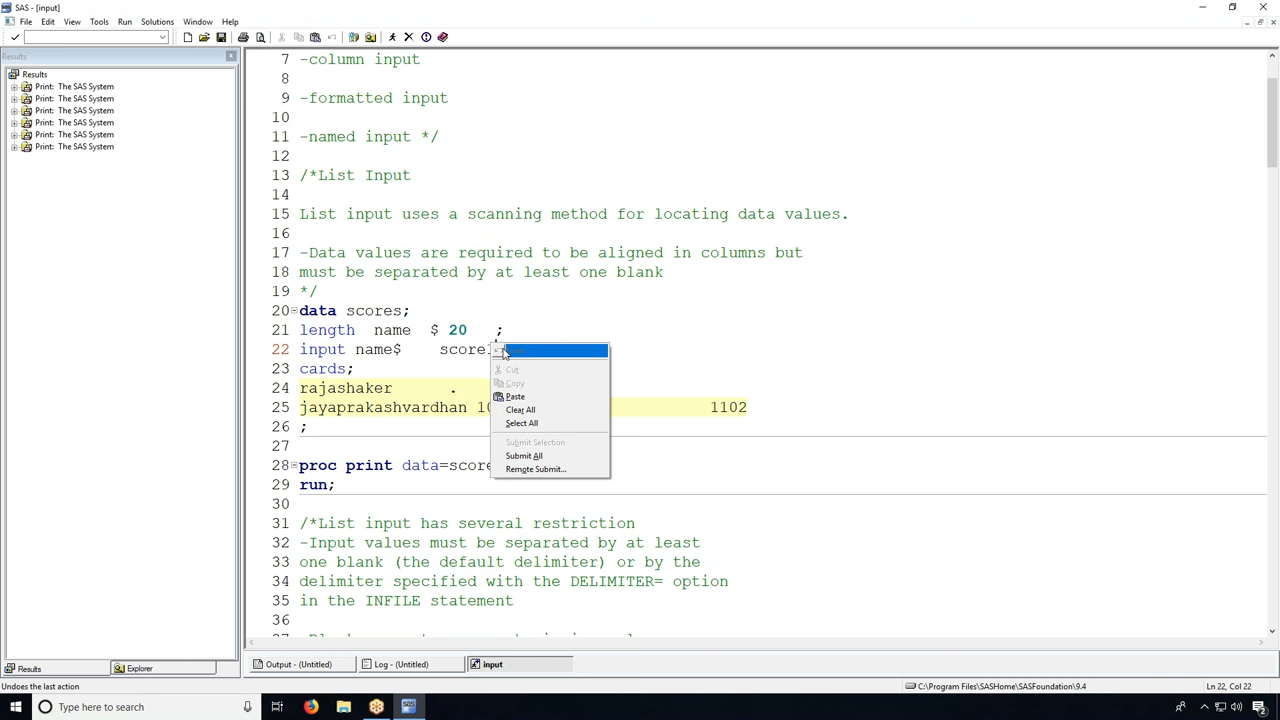 SAS - [input]
File Edit View Tools Run Solutions Window Help
Results
Results
Print: The SAS System
Print: The SAS System
Print: The SAS System
Print: The SAS System
Print: The SAS System
Print: The SAS System
7 -column input
8
9 -formatted input
10
11 -named input */
12
13 /*List Input
14
15 List input uses a scanning method for locating data values.
16
17 -Data values are required to be aligned in columns but
18 must be separated by at least one blank
19 */
20 data scores;
21 length name $ 20 ;
22 input name$ score1
23 cards;
24 rajashaker .
25 jayaprakashvardhan 1102
26 ;
27
28 proc print data=score
29 run;
30
31 /*List input has several restriction
32 -Input values must be separated by at least
33 one blank (the default delimiter) or by the
34 delimiter specified with the DELIMITER= option
35 in the INFILE statement
36
Cut
Copy
Paste
Clear All
Select All
Submit Selection
Submit All
Remote Submit...
Results
Explorer
Output - (Untitled)
Log - (Untitled)
input
Undoes the last action
C:\Program Files\SASHome\SASFoundation\9.4
Ln 22, Col 22
Type here to search